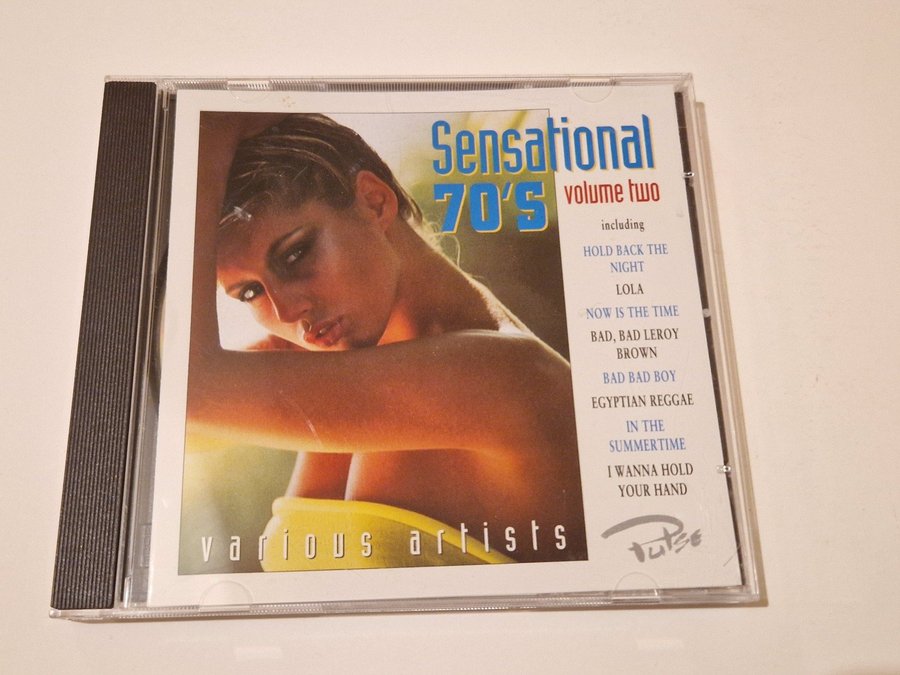 Sensational
70's
volume two
including
HOLD BACK THE
NIGHT
LOLA
NOW IS THE TIME
BAD, BAD LEROY
BROWN
BAD BAD BOY
EGYPTIAN REGGAE
IN THE
SUMMERTIME
I WANNA HOLD
YOUR HAND
various artists
Pulse